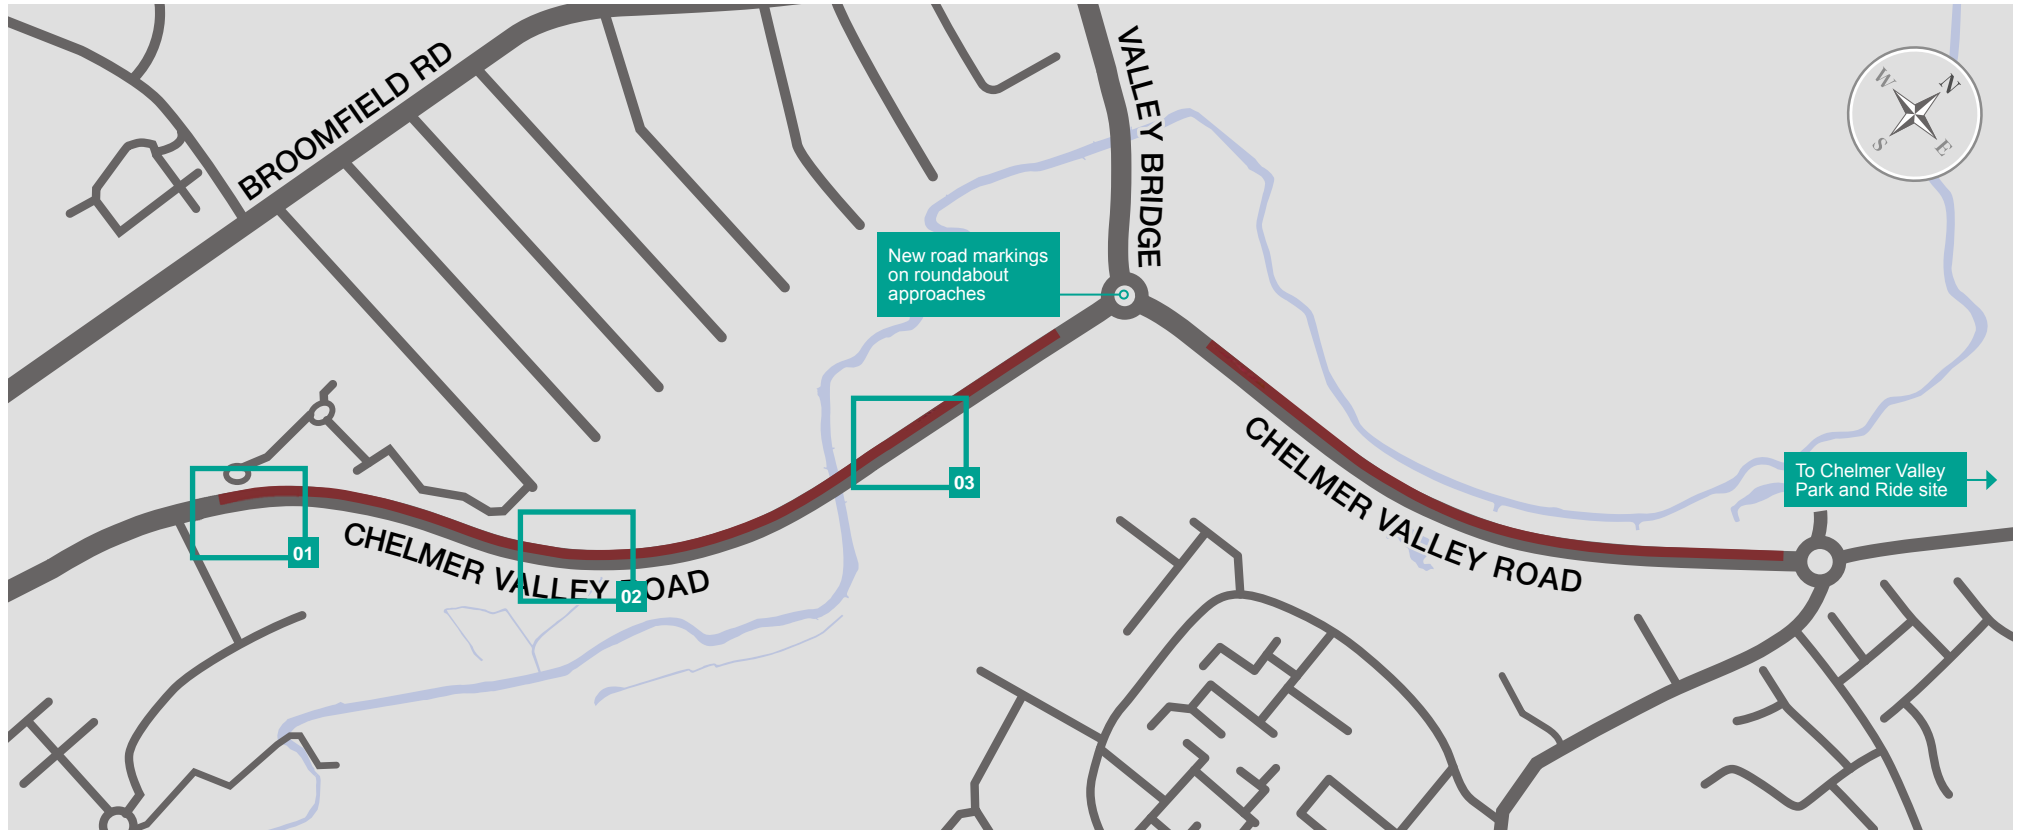 BROOMFIELD RD
VALLEY BRIDGE
W
N
S
E
New road markings
on roundabout
approaches
To Chelmer Valley
Park and Ride site
CHELMER VALLEY ROAD
CHELMER VALLEY ROAD
01
02
03